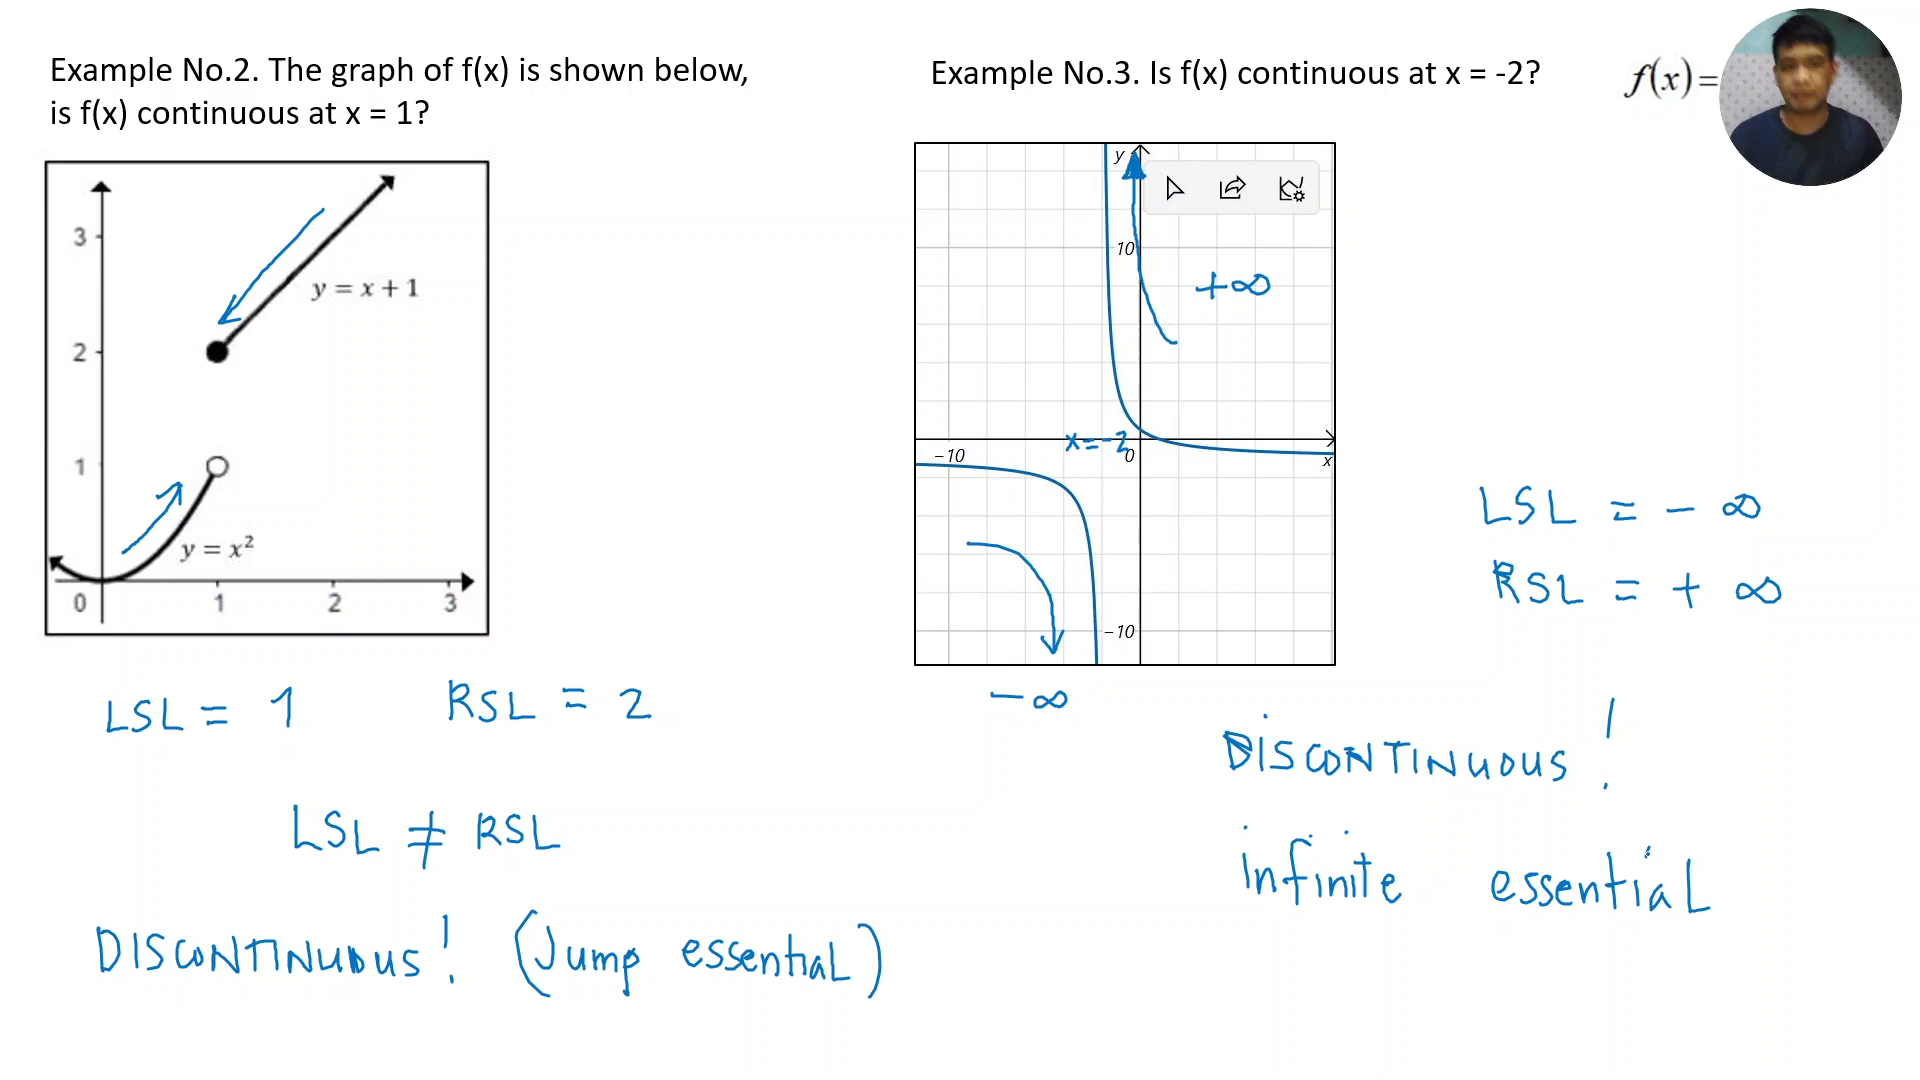 Example No.2. The graph of f(x) is shown below,
is f(x) continuous at x = 1?
3
2
1
0
1
2
3
y = x + 1
y = x²
LSL = 1
RSL = 2
LSL ≠ RSL
DISCONTINUOUS! (Jump essential)
Example No.3. Is f(x) continuous at x = -2?
f(x)=
y
10
+∞
x=-2
-10
0
x
-10
-∞
LSL = - ∞
RSL = + ∞
DISCONTINUOUS!
infinite essential